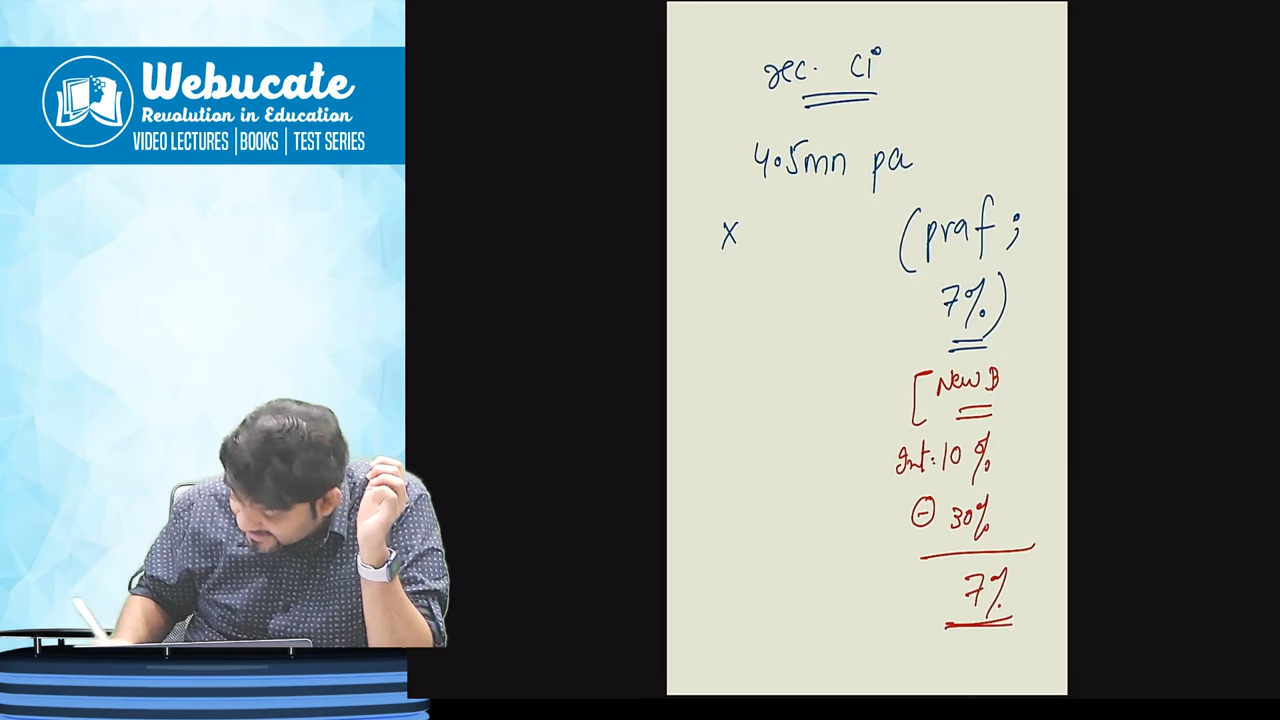 Webucate
Revolution in Education
VIDEO LECTURES | BOOKS | TEST SERIES
rec. CI
4.5mn pa
x (pvaf ;
7%)
[New B
Int: 10%
⊖ 30%
7%